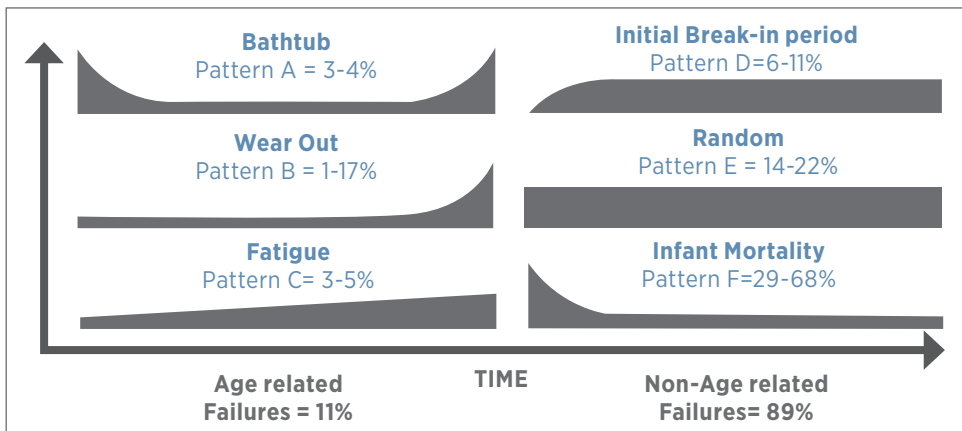 Bathtub
Pattern A = 3-4%
Wear Out
Pattern B = 1-17%
Fatigue
Pattern C= 3-5%
Initial Break-in period
Pattern D=6-11%
Random
Pattern E = 14-22%
Infant Mortality
Pattern F=29-68%
TIME
Age related
Failures = 11%
Non-Age related
Failures= 89%